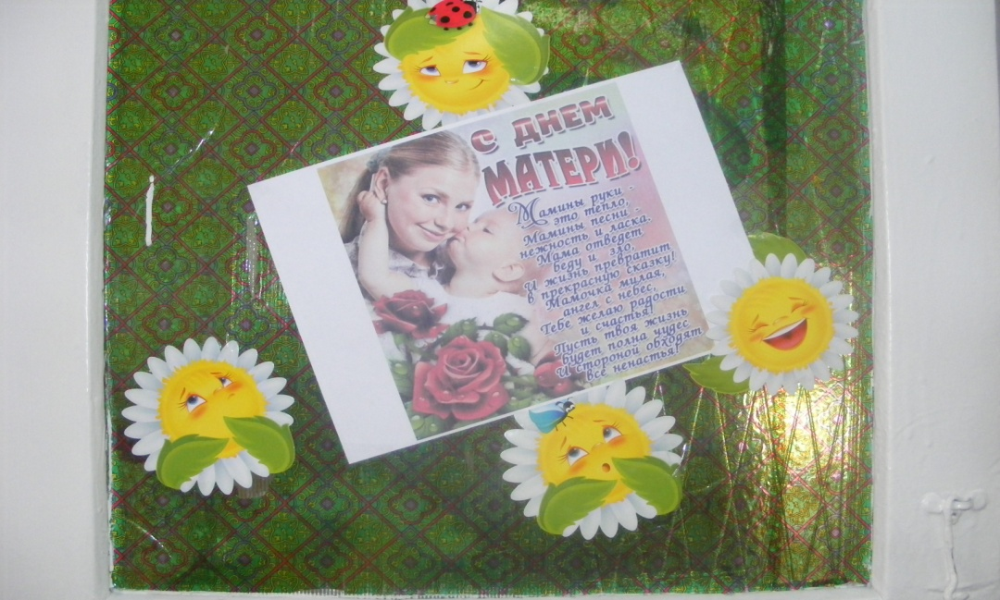 С ДНЕМ
МАТЕРИ!
Мамины руки -
это тепло,
Мамины песни -
нежность и ласка.
Мама отведет
беду и зло,
И жизнь превратит
в прекрасную сказку!
Мамочка милая,
ангел с небес,
Тебе желаю радости
и счастья!
Пусть твоя жизнь
будет полна чудес
И стороной обходят
все ненастья!